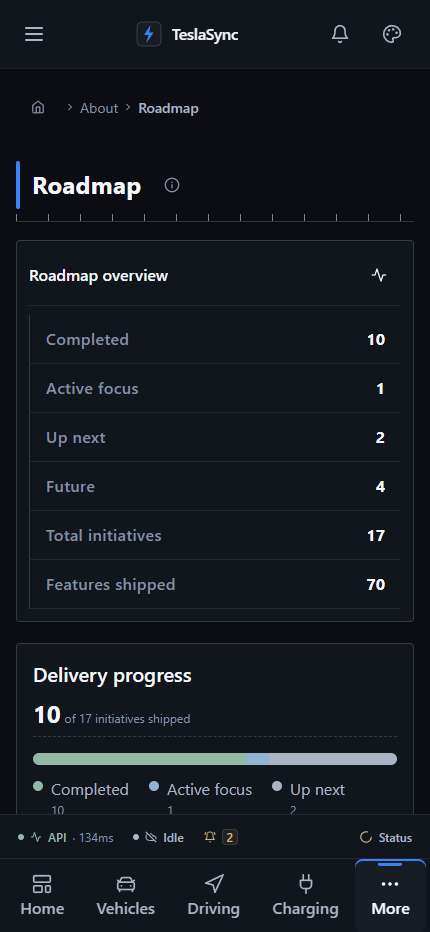 TeslaSync
About
Roadmap
Roadmap
Roadmap overview
Completed 10
Active focus 1
Up next 2
Future 4
Total initiatives 17
Features shipped 70
Delivery progress
10 of 17 initiatives shipped
Completed Active focus Up next
10 1 2
API · 134ms Idle 2 Status
Home Vehicles Driving Charging More